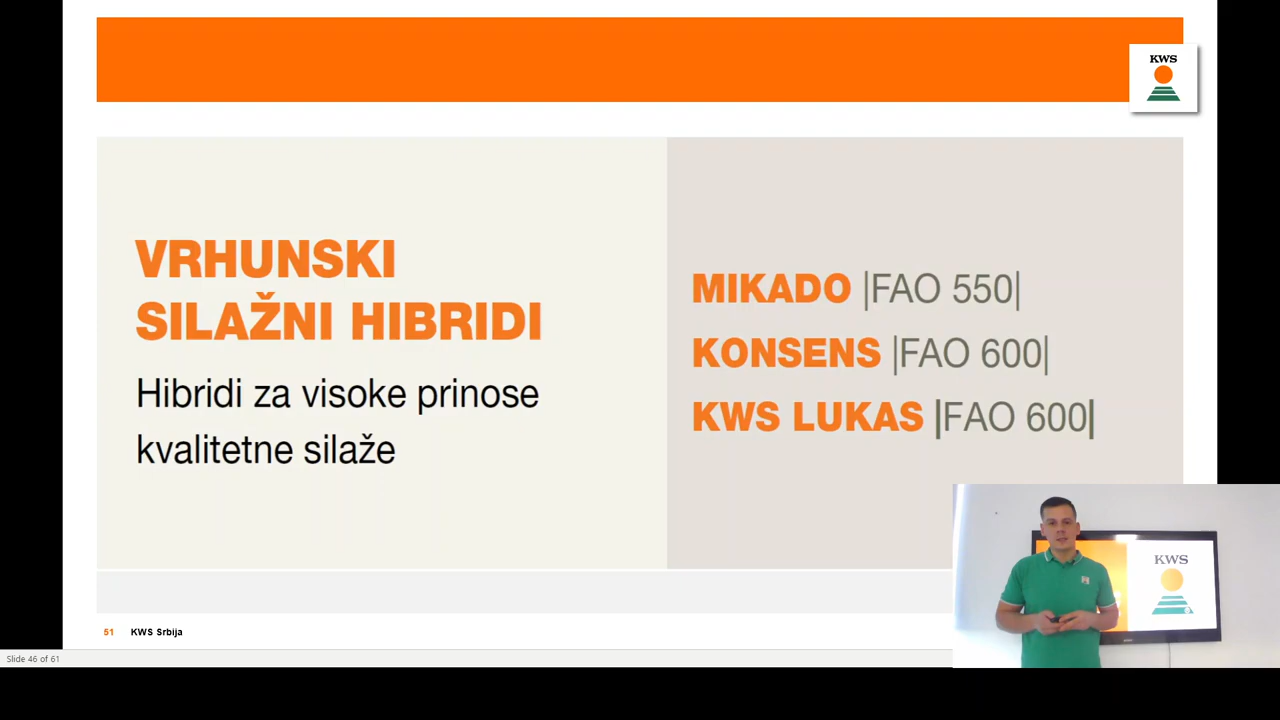 KWS
VRHUNSKI
SILAŽNI HIBRIDI
Hibridi za visoke prinose
kvalitetne silaže
MIKADO |FAO 550|
KONSENS |FAO 600|
KWS LUKAS |FAO 600|
KWS
51 KWS Srbija
Slide 46 of 61